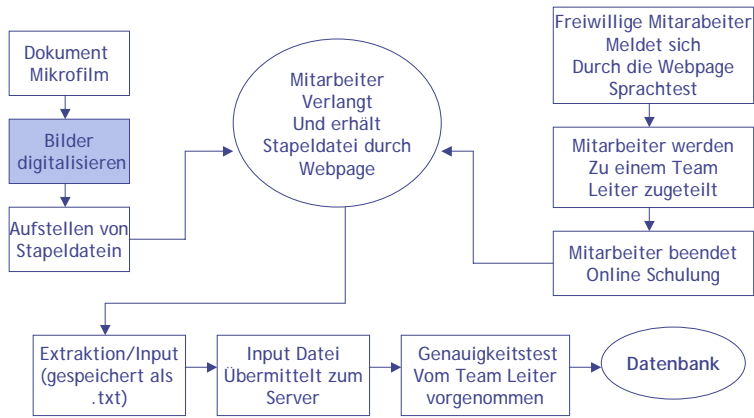 Dokument
Mikrofilm
Bilder
digitalisieren
Aufstellen von
Stapeldatein
Mitarbeiter
Verlangt
Und erhält
Stapeldatei durch
Webpage
Freiwillige Mitarabeiter
Meldet sich
Durch die Webpage
Sprachtest
Mitarbeiter werden
Zu einem Team
Leiter zugeteilt
Mitarbeiter beendet
Online Schulung
Extraktion/Input
(gespeichert als
.txt)
Input Datei
Übermittelt zum
Server
Genauigkeitstest
Vom Team Leiter
vorgenommen
Datenbank